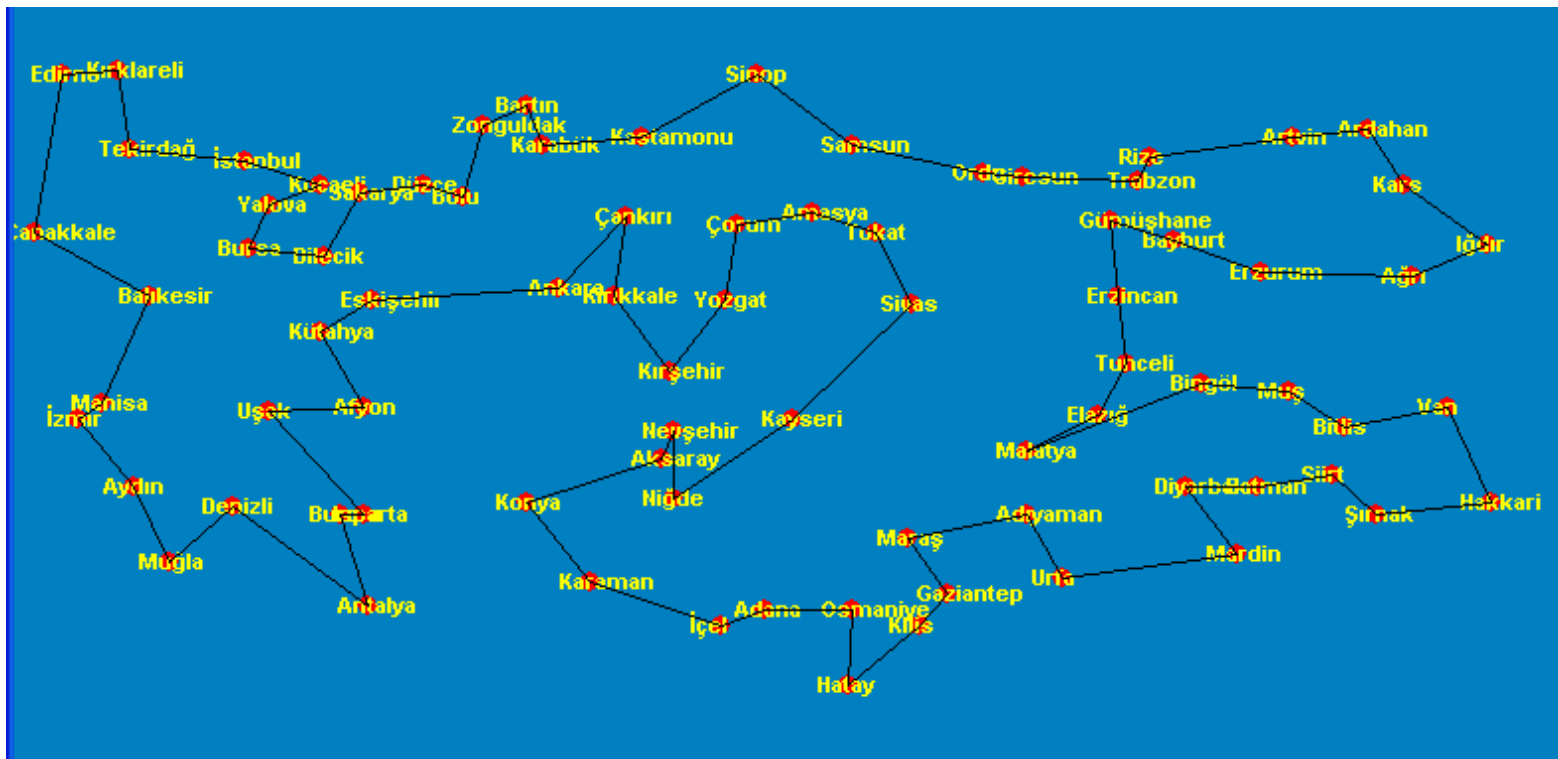 Edirne
Kırklareli
Sinop
Bartın
Zonguldak
Karabük
Kastamonu
Samsun
Tekirdağ
İstanbul
Artvin
Ardahan
Rize
Trabzon
Ordu
Giresun
Kars
Kocaeli
Sakarya
Düzce
Bolu
Yalova
Çanakkale
Bursa
Bilecik
Çankırı
Çorum
Amasya
Tokat
Gümüşhane
Bayburt
Iğdır
Erzurum
Ağrı
Balıkesir
Eskişehir
Ankara
Kırıkkale
Yozgat
Sivas
Erzincan
Kütahya
Kırşehir
Tunceli
Bingöl
Muş
Manisa
İzmir
Uşak
Afyon
Kayseri
Elazığ
Van
Bitlis
Nevşehir
Aksaray
Malatya
Aydın
Denizli
Konya
Niğde
Siirt
Batman
Hakkari
Şırnak
Adıyaman
Maraş
Mardin
Muğla
Urfa
Karaman
Gaziantep
Antalya
Adana
Osmaniye
İçel
Kilis
Hatay